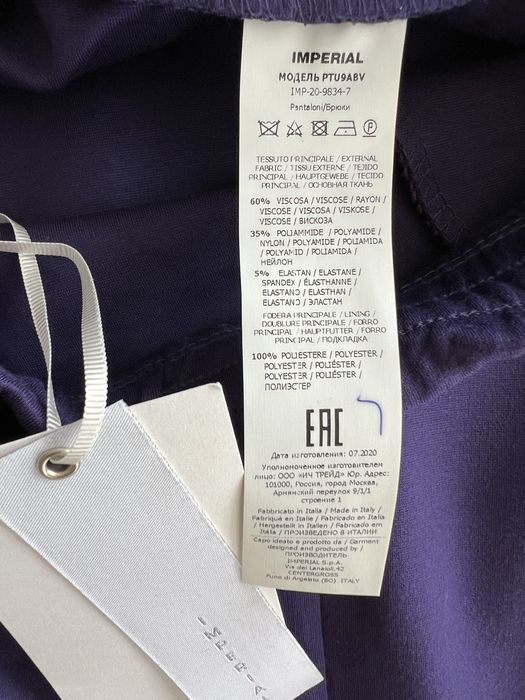 IMPERIAL
МОДЕЛЬ PTU9ABV
IMP-20-9834-7
Pantaloni/Брюки
TESSUTO PRINCIPALE / EXTERNAL
FABRIC / TISSU EXTERNE / TEJIDO
PRINCIPAL / HAUPTGEWEBE / TECIDO
PRINCIPAL / ОСНОВНАЯ ТКАНЬ
60% VISCOSA / VISCOSE / RAYON /
VISCOSE / VISCOSA / VISKOSE /
VISCOSE / ВИСКОЗА
35% POLIAMMIDE / POLYAMIDE /
NYLON / POLYAMIDE / POLIAMIDA
/ POLYAMID / POLIAMIDA /
НЕЙЛОН
5% ELASTAN / ELASTANE /
SPANDEX / ÉLASTHANNE /
ELASTANO / ELASTHAN /
ELASTANO / ЭЛАСТАН
FODERA PRINCIPALE / LINING /
DOUBLURE PRINCIPALE / FORRO
PRINCIPAL / HAUPTFUTTER / FORRO
PRINCIPAL / ПОДКЛАДКА
100% POLIESTERE / POLYESTER /
POLYESTER / POLIÉSTER /
POLYESTER / POLIÉSTER /
ПОЛИЭСТЕР
EAC
Дата изготовления: 07.2020
Уполномоченное изготовителем
лицо: ООО «ИЧ ТРЕЙД» Юр. Адрес:
101000, Россия, город Москва,
Армянский переулок 9/1/1
строение 1
Fabbricato in Italia / Made in Italy /
Fabriqué en Italie / Fabricado en Italia
/ Hergestellt in Italien / Fabricado em
Itália / ПРОИЗВЕДЕНО В ИТАЛИИ
Capo ideato e prodotto da / Garment
designed and produced by /
ПРОИЗВОДИТЕЛЬ
IMPERIAL S.p.A.
Via dei Lanaioli,42
CENTERGROSS
Funo di Argelato (BO) ITALY
IMPERIA